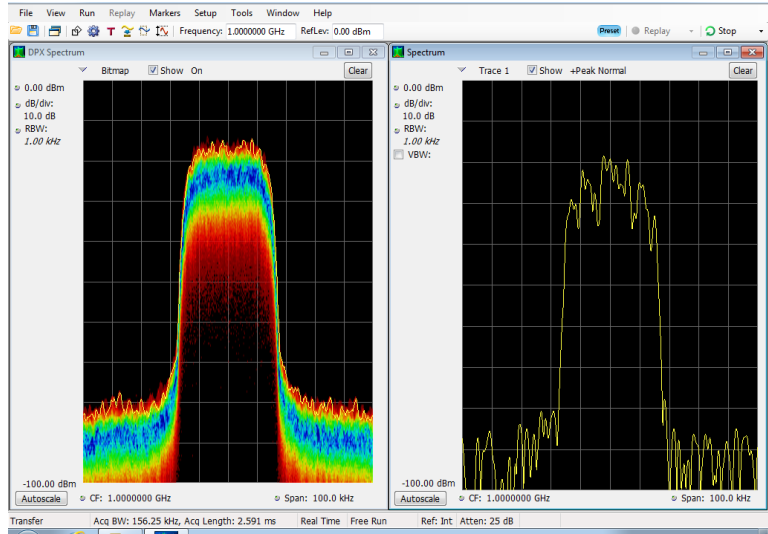 File View Run Replay Markers Setup Tools Window Help
T Frequency: 1.0000000 GHz RefLev: 0.00 dBm Preset Replay Stop
DPX Spectrum
Bitmap Show On Clear
0.00 dBm
dB/div:
10.0 dB
RBW:
1.00 kHz
-100.00 dBm
Autoscale CF: 1.0000000 GHz Span: 100.0 kHz
Spectrum
Trace 1 Show +Peak Normal Clear
0.00 dBm
dB/div:
10.0 dB
RBW:
1.00 kHz
VBW:
-100.00 dBm
Autoscale CF: 1.0000000 GHz Span: 100.0 kHz
Transfer Acq BW: 156.25 kHz, Acq Length: 2.591 ms Real Time Free Run Ref: Int Atten: 25 dB